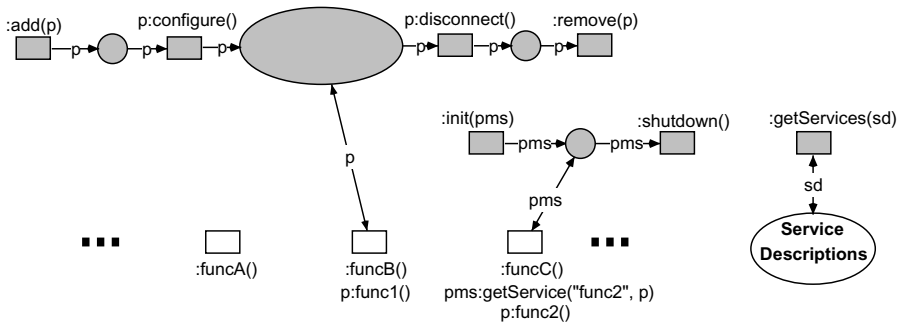 :add(p)
p:configure()
p:disconnect()
:remove(p)
p
p
p
p
p
p
:init(pms)
:shutdown()
:getServices(sd)
pms
pms
p
sd
pms
Service
Descriptions
:funcA()
:funcB()
p:func1()
:funcC()
pms:getService("func2", p)
p:func2()